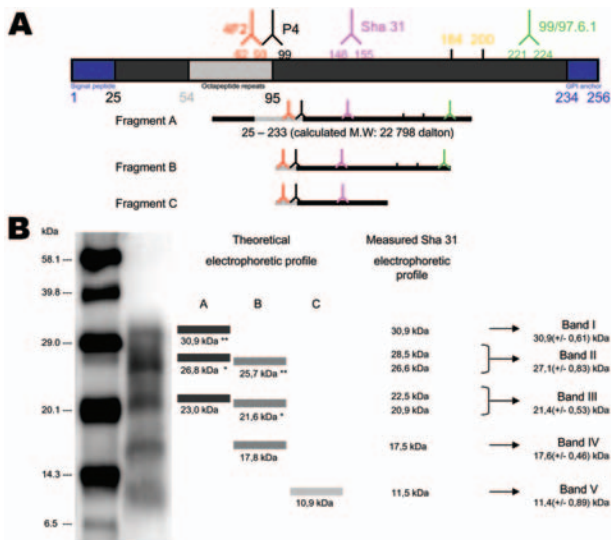 A
4F2 P4 Sha 31 99/97.6.1
62 93 99 146 155 184 200 221 224
Signal peptide Octapeptide repeats GPI anchor
1 25 54 95 234 256
Fragment A
25 – 233 (calculated M.W: 22 798 dalton)
Fragment B
Fragment C
B
kDa
Theoretical Measured Sha 31
electrophoretic profile electrophoretic
profile
58.1 ---
39.8 ---
29.0 ---
20.1 ---
14.3 ---
6.5 ---
A B C
30,9 kDa **
26,8 kDa *
23,0 kDa
25,7 kDa **
21,6 kDa *
17,8 kDa
10,9 kDa
30,9 kDa
28,5 kDa
26,6 kDa
22,5 kDa
20,9 kDa
17,5 kDa
11,5 kDa
Band I
30,9(+/- 0,61) kDa
Band II
27,1(+/- 0,83) kDa
Band III
21,4(+/- 0,53) kDa
Band IV
17,6(+/- 0,46) kDa
Band V
11,4(+/- 0,89) kDa